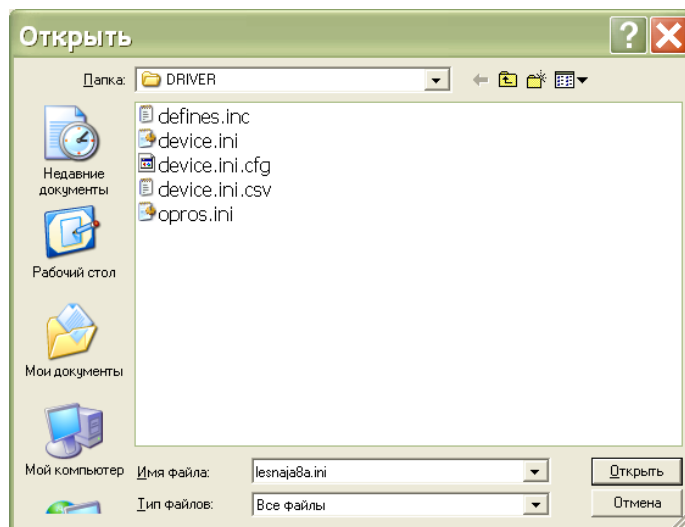 Открыть
Папка: DRIVER
defines.inc
device.ini
device.ini.cfg
device.ini.csv
opros.ini
Недавние
документы
Рабочий стол
Мои документы
Мой компьютер
Имя файла: lesnaja8a.ini Открыть
Тип файлов: Все файлы Отмена